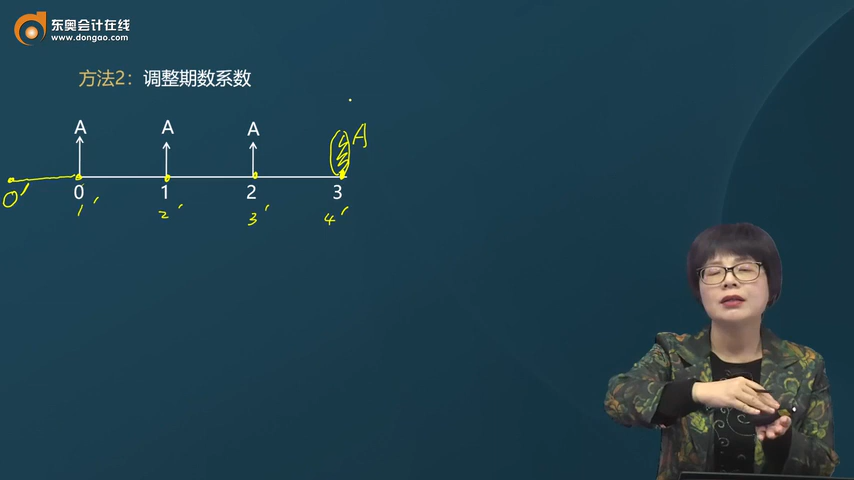 东奥会计在线
www.dongao.com
方法2：调整期数系数
A A A A
0 1 2 3
0' 1' 2' 3' 4'